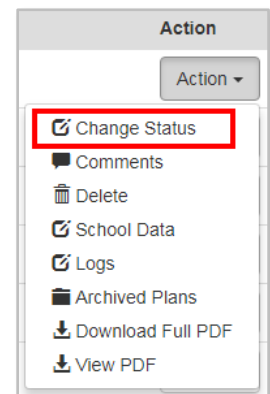 Action
Action
Change Status
Comments
Delete
School Data
Logs
Archived Plans
Download Full PDF
View PDF